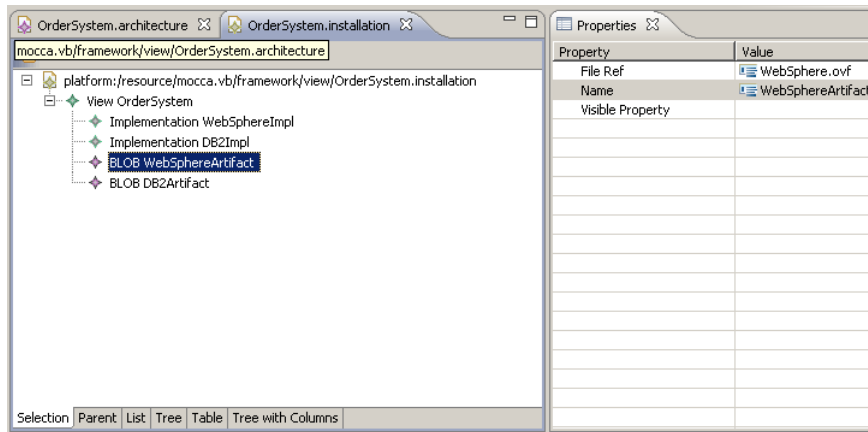 OrderSystem.architecture
OrderSystem.installation
mocca.vb/framework/view/OrderSystem.architecture
platform:/resource/mocca.vb/framework/view/OrderSystem.installation
View OrderSystem
Implementation WebSphereImpl
Implementation DB2Impl
BLOB WebSphereArtifact
BLOB DB2Artifact
Selection Parent List Tree Table Tree with Columns
Properties
Property Value
File Ref WebSphere.ovf
Name WebSphereArtifact
Visible Property